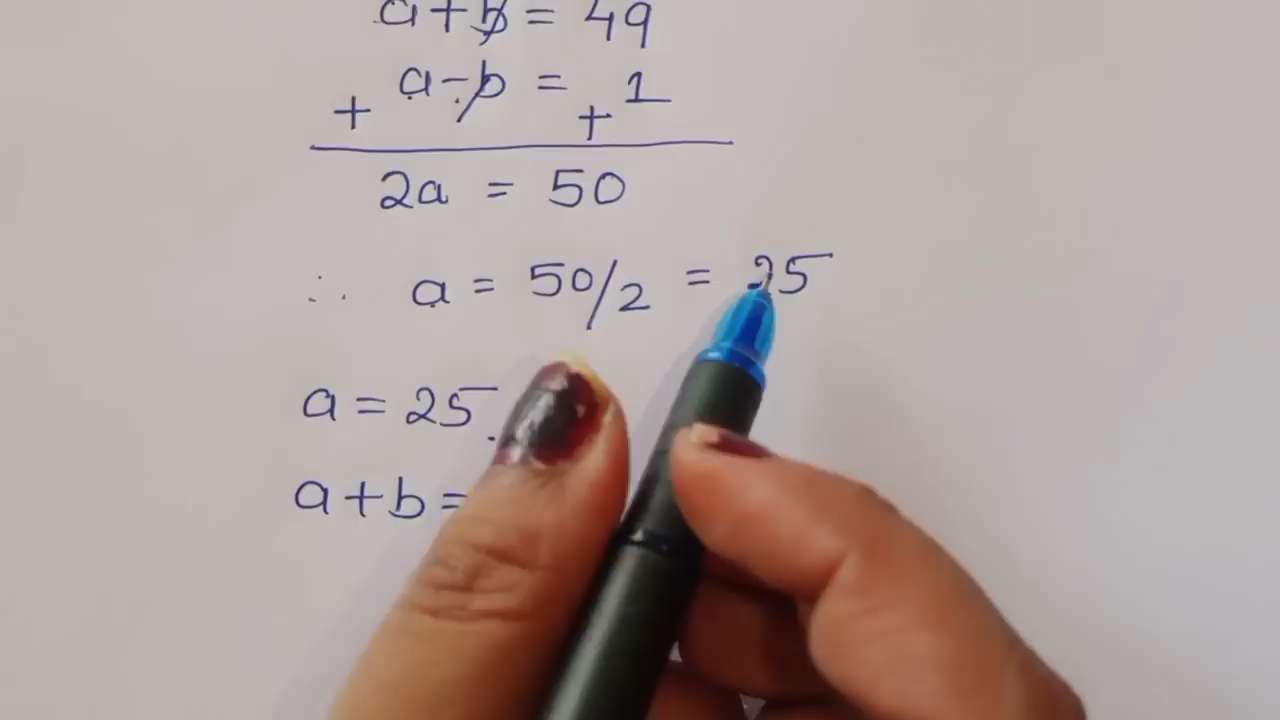 a+b = 49
+ a-b = + 1
2a = 50
∴ a = 50/2 = 25
a = 25
a+b =